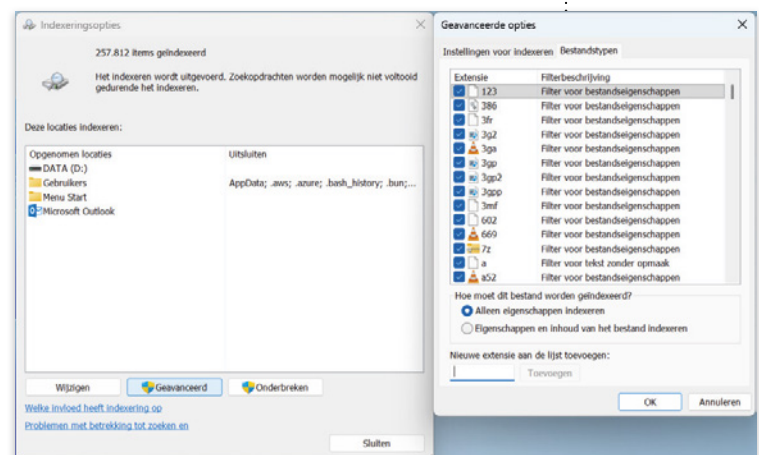 Indexeringsopties
257.812 items geïndexeerd
Het indexeren wordt uitgevoerd. Zoekopdrachten worden mogelijk niet voltooid
gedurende het indexeren.
Deze locaties indexeren:
Opgenomen locaties Uitsluiten
DATA (D:)
Gebruikers AppData; .aws; .azure; .bash_history; .bun;...
Menu Start
Microsoft Outlook
Wijzigen Geavanceerd Onderbreken
Welke invloed heeft indexering op
Problemen met betrekking tot zoeken en
Sluiten
Geavanceerde opties
Instellingen voor indexeren Bestandstypen
Extensie Filterbeschrijving
123 Filter voor bestandseigenschappen
386 Filter voor bestandseigenschappen
3fr Filter voor bestandseigenschappen
3g2 Filter voor bestandseigenschappen
3ga Filter voor bestandseigenschappen
3gp Filter voor bestandseigenschappen
3gp2 Filter voor bestandseigenschappen
3gpp Filter voor bestandseigenschappen
3mf Filter voor bestandseigenschappen
602 Filter voor bestandseigenschappen
669 Filter voor bestandseigenschappen
7z Filter voor bestandseigenschappen
a Filter voor tekst zonder opmaak
a52 Filter voor bestandseigenschappen
Hoe moet dit bestand worden geïndexeerd?
Alleen eigenschappen indexeren
Eigenschappen en inhoud van het bestand indexeren
Nieuwe extensie aan de lijst toevoegen:
Toevoegen
OK Annuleren